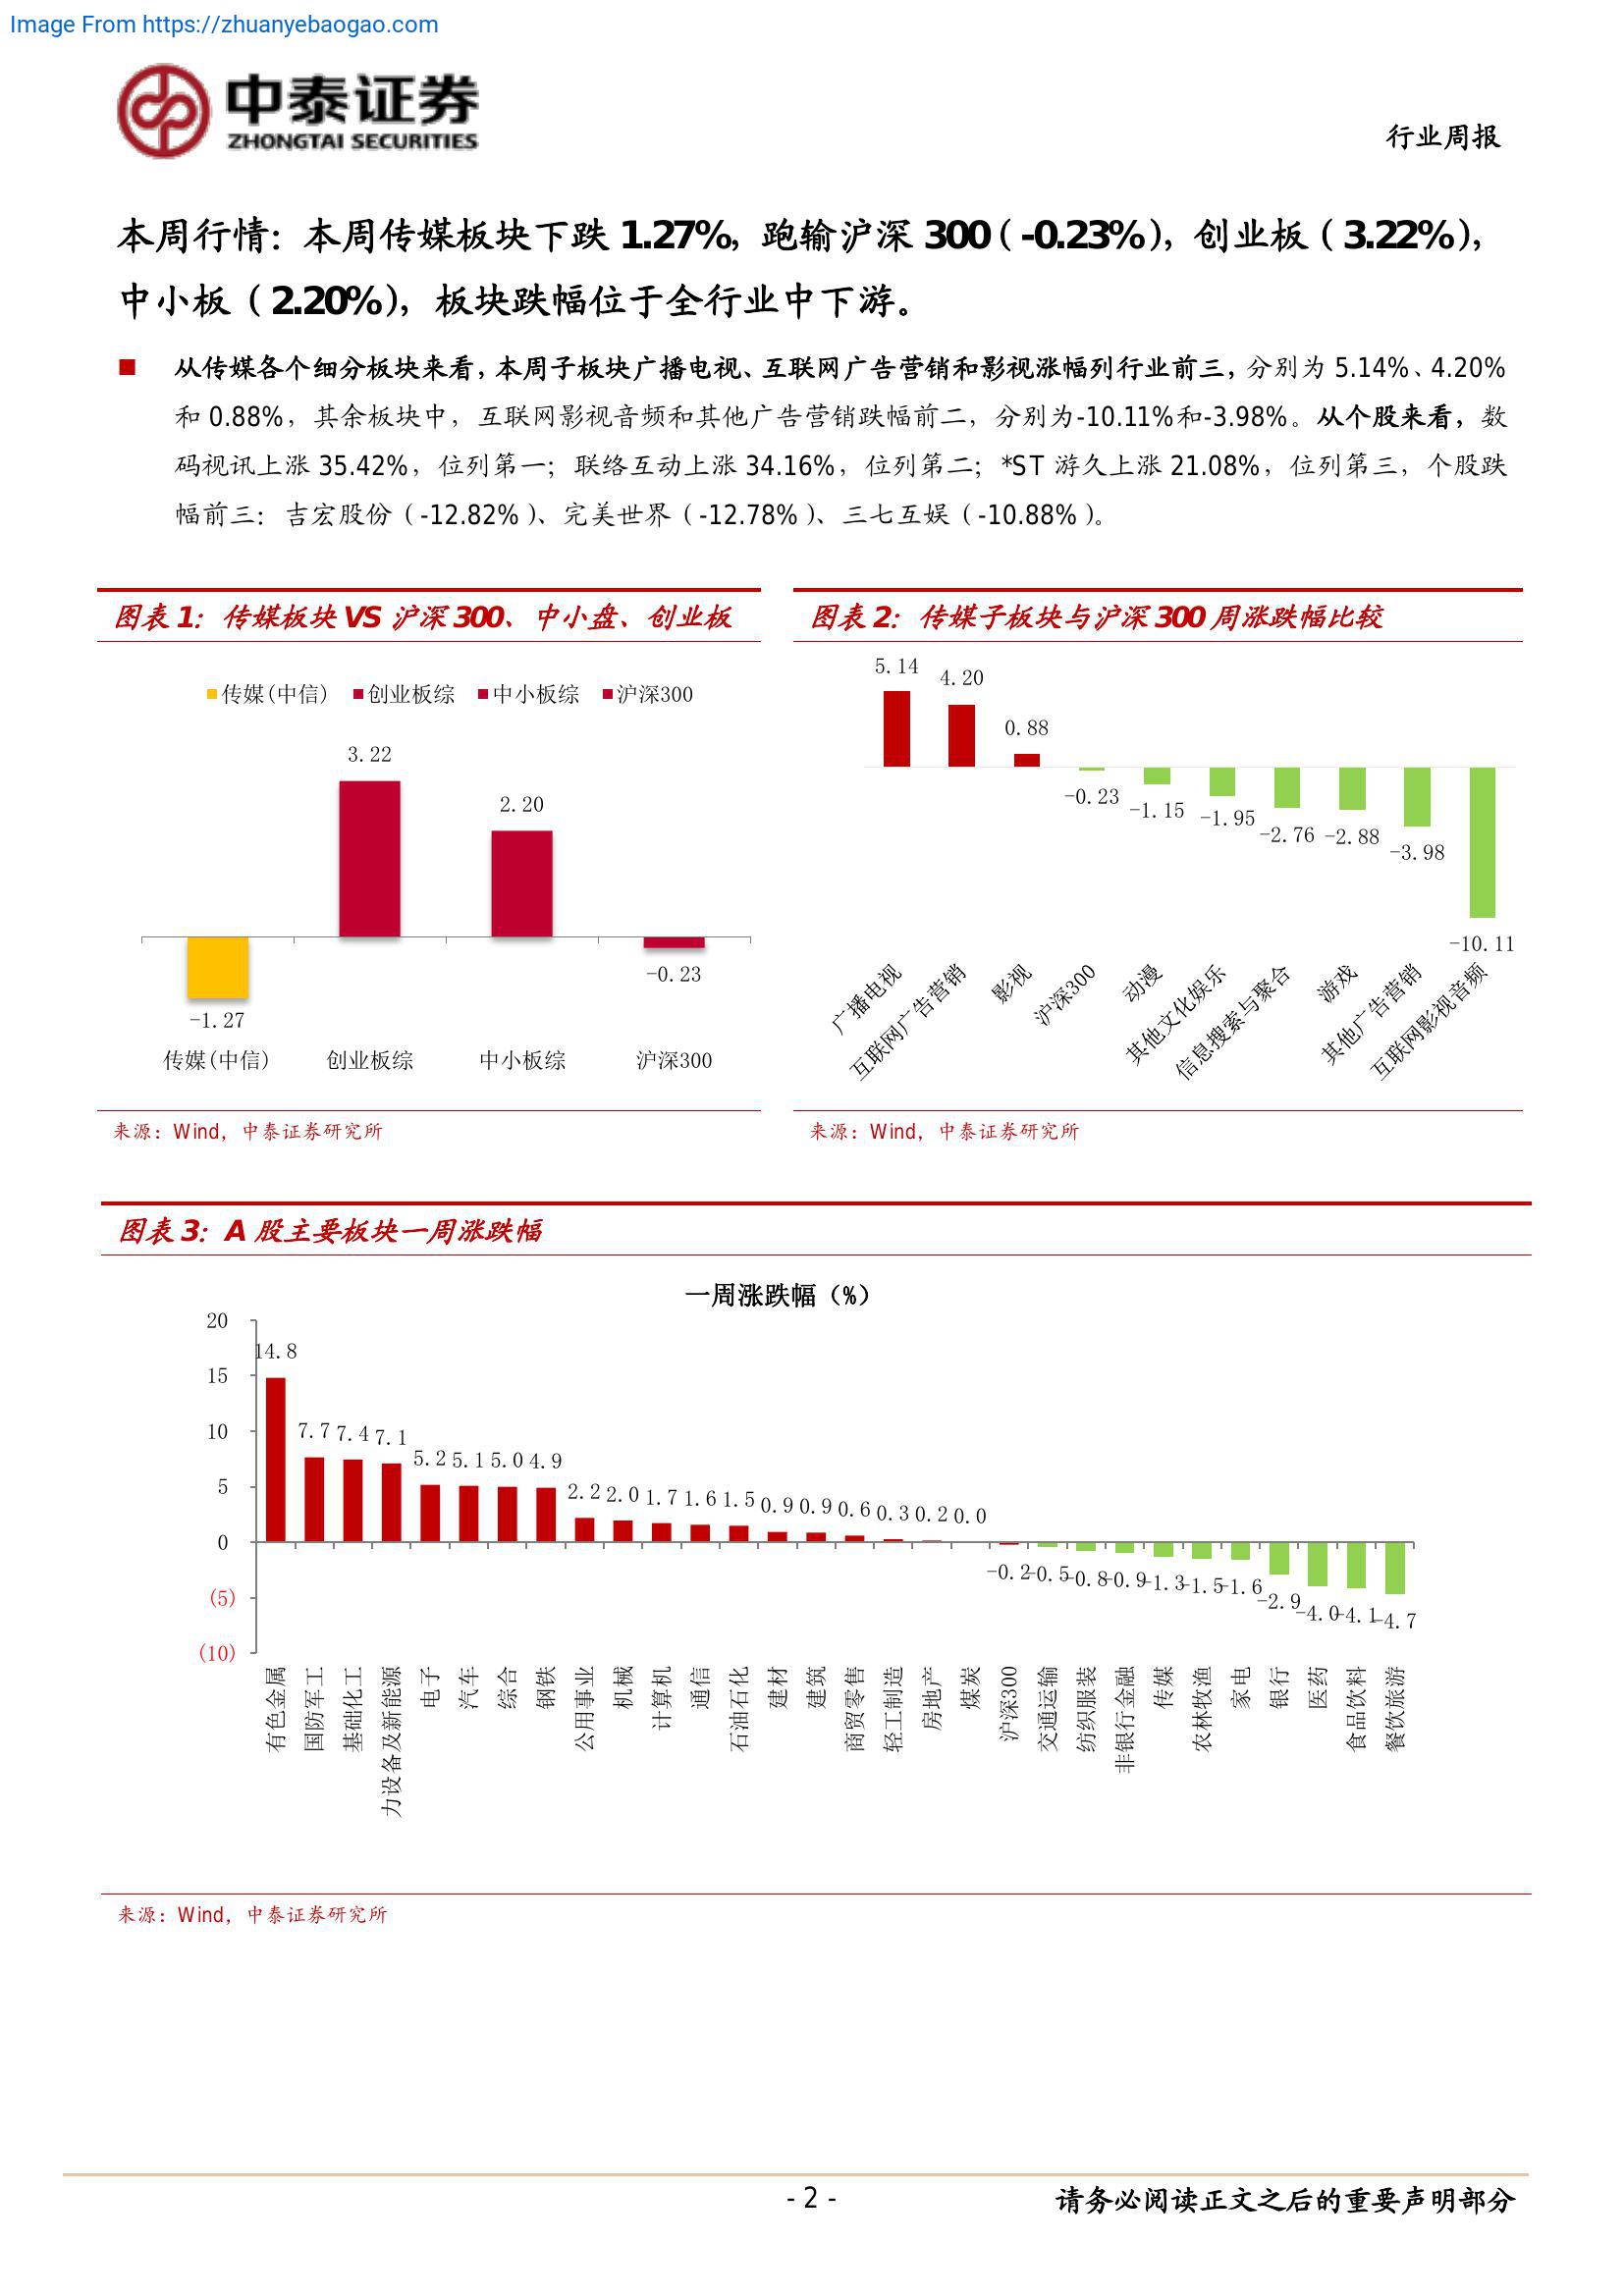 Image From https://zhuanyebaogao.com
中泰证券
ZHONGTAI SECURITIES
行业周报
本周行情：本周传媒板块下跌 1.27%，跑输沪深 300（-0.23%），创业板（3.22%），
中小板（2.20%），板块跌幅位于全行业中下游。
■ 从传媒各个细分板块来看，本周子板块广播电视、互联网广告营销和影视涨幅列行业前三，分别为 5.14%、4.20%
和 0.88%，其余板块中，互联网影视音频和其他广告营销跌幅前二，分别为-10.11%和-3.98%。从个股来看，数
码视讯上涨 35.42%，位列第一；联络互动上涨 34.16%，位列第二；*ST 游久上涨 21.08%，位列第三，个股跌
幅前三：吉宏股份（-12.82%）、完美世界（-12.78%）、三七互娱（-10.88%）。
图表 1：传媒板块 VS 沪深 300、中小盘、创业板
传媒(中信) 创业板综 中小板综 沪深300
3.22
2.20
-0.23
-1.27
传媒(中信) 创业板综 中小板综 沪深300
来源：Wind，中泰证券研究所
图表 2：传媒子板块与沪深 300 周涨跌幅比较
5.14 4.20 0.88 -0.23 -1.15 -1.95 -2.76 -2.88 -3.98 -10.11
广播电视 互联网广告营销 影视 沪深300 动漫 其他文化娱乐 信息搜索与聚合 游戏 其他广告营销 互联网影视音频
来源：Wind，中泰证券研究所
图表 3：A 股主要板块一周涨跌幅
一周涨跌幅（%）
20
15
10
5
0
(5)
(10)
14.8 7.7 7.4 7.1 5.2 5.1 5.0 4.9 2.2 2.0 1.7 1.6 1.5 0.9 0.9 0.6 0.3 0.2 0.0 -0.2 -0.5 -0.8 -0.9 -1.3 -1.5 -1.6 -2.9 -4.0 -4.1 -4.7
有色金属 国防军工 基础化工 力设备及新能源 电子 汽车 综合 钢铁 公用事业 机械 计算机 通信 石油石化 建材 建筑 商贸零售 轻工制造 房地产 煤炭 沪深300 交通运输 纺织服装 非银行金融 传媒 农林牧渔 家电 银行 医药 食品饮料 餐饮旅游
来源：Wind，中泰证券研究所
- 2 -
请务必阅读正文之后的重要声明部分